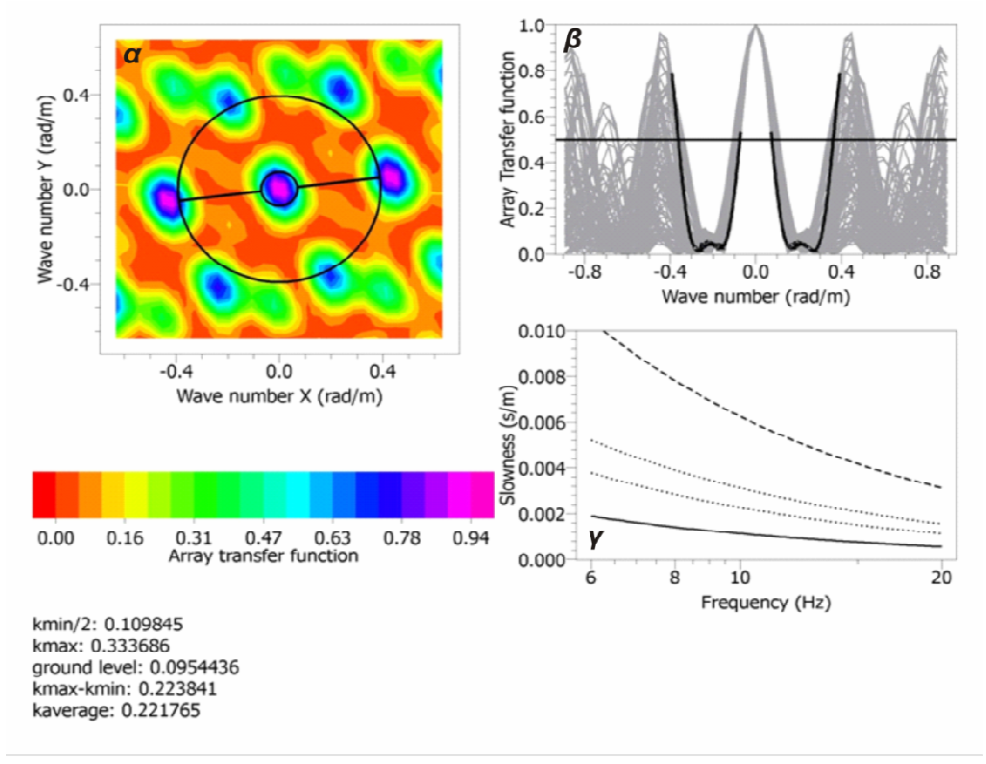 α
0.4
0.0
-0.4
Wave number Y (rad/m)
-0.4 0.0 0.4
Wave number X (rad/m)
β
1.0
0.8
0.6
0.4
0.2
0.0
Array Transfer function
-0.8 -0.4 0.0 0.4 0.8
Wave number (rad/m)
0.010
0.008
0.006
0.004
0.002
0.000
Slowness (s/m)
γ
6 8 10 20
Frequency (Hz)
0.00 0.16 0.31 0.47 0.63 0.78 0.94
Array transfer function
kmin/2: 0.109845
kmax: 0.333686
ground level: 0.0954436
kmax-kmin: 0.223841
kaverage: 0.221765